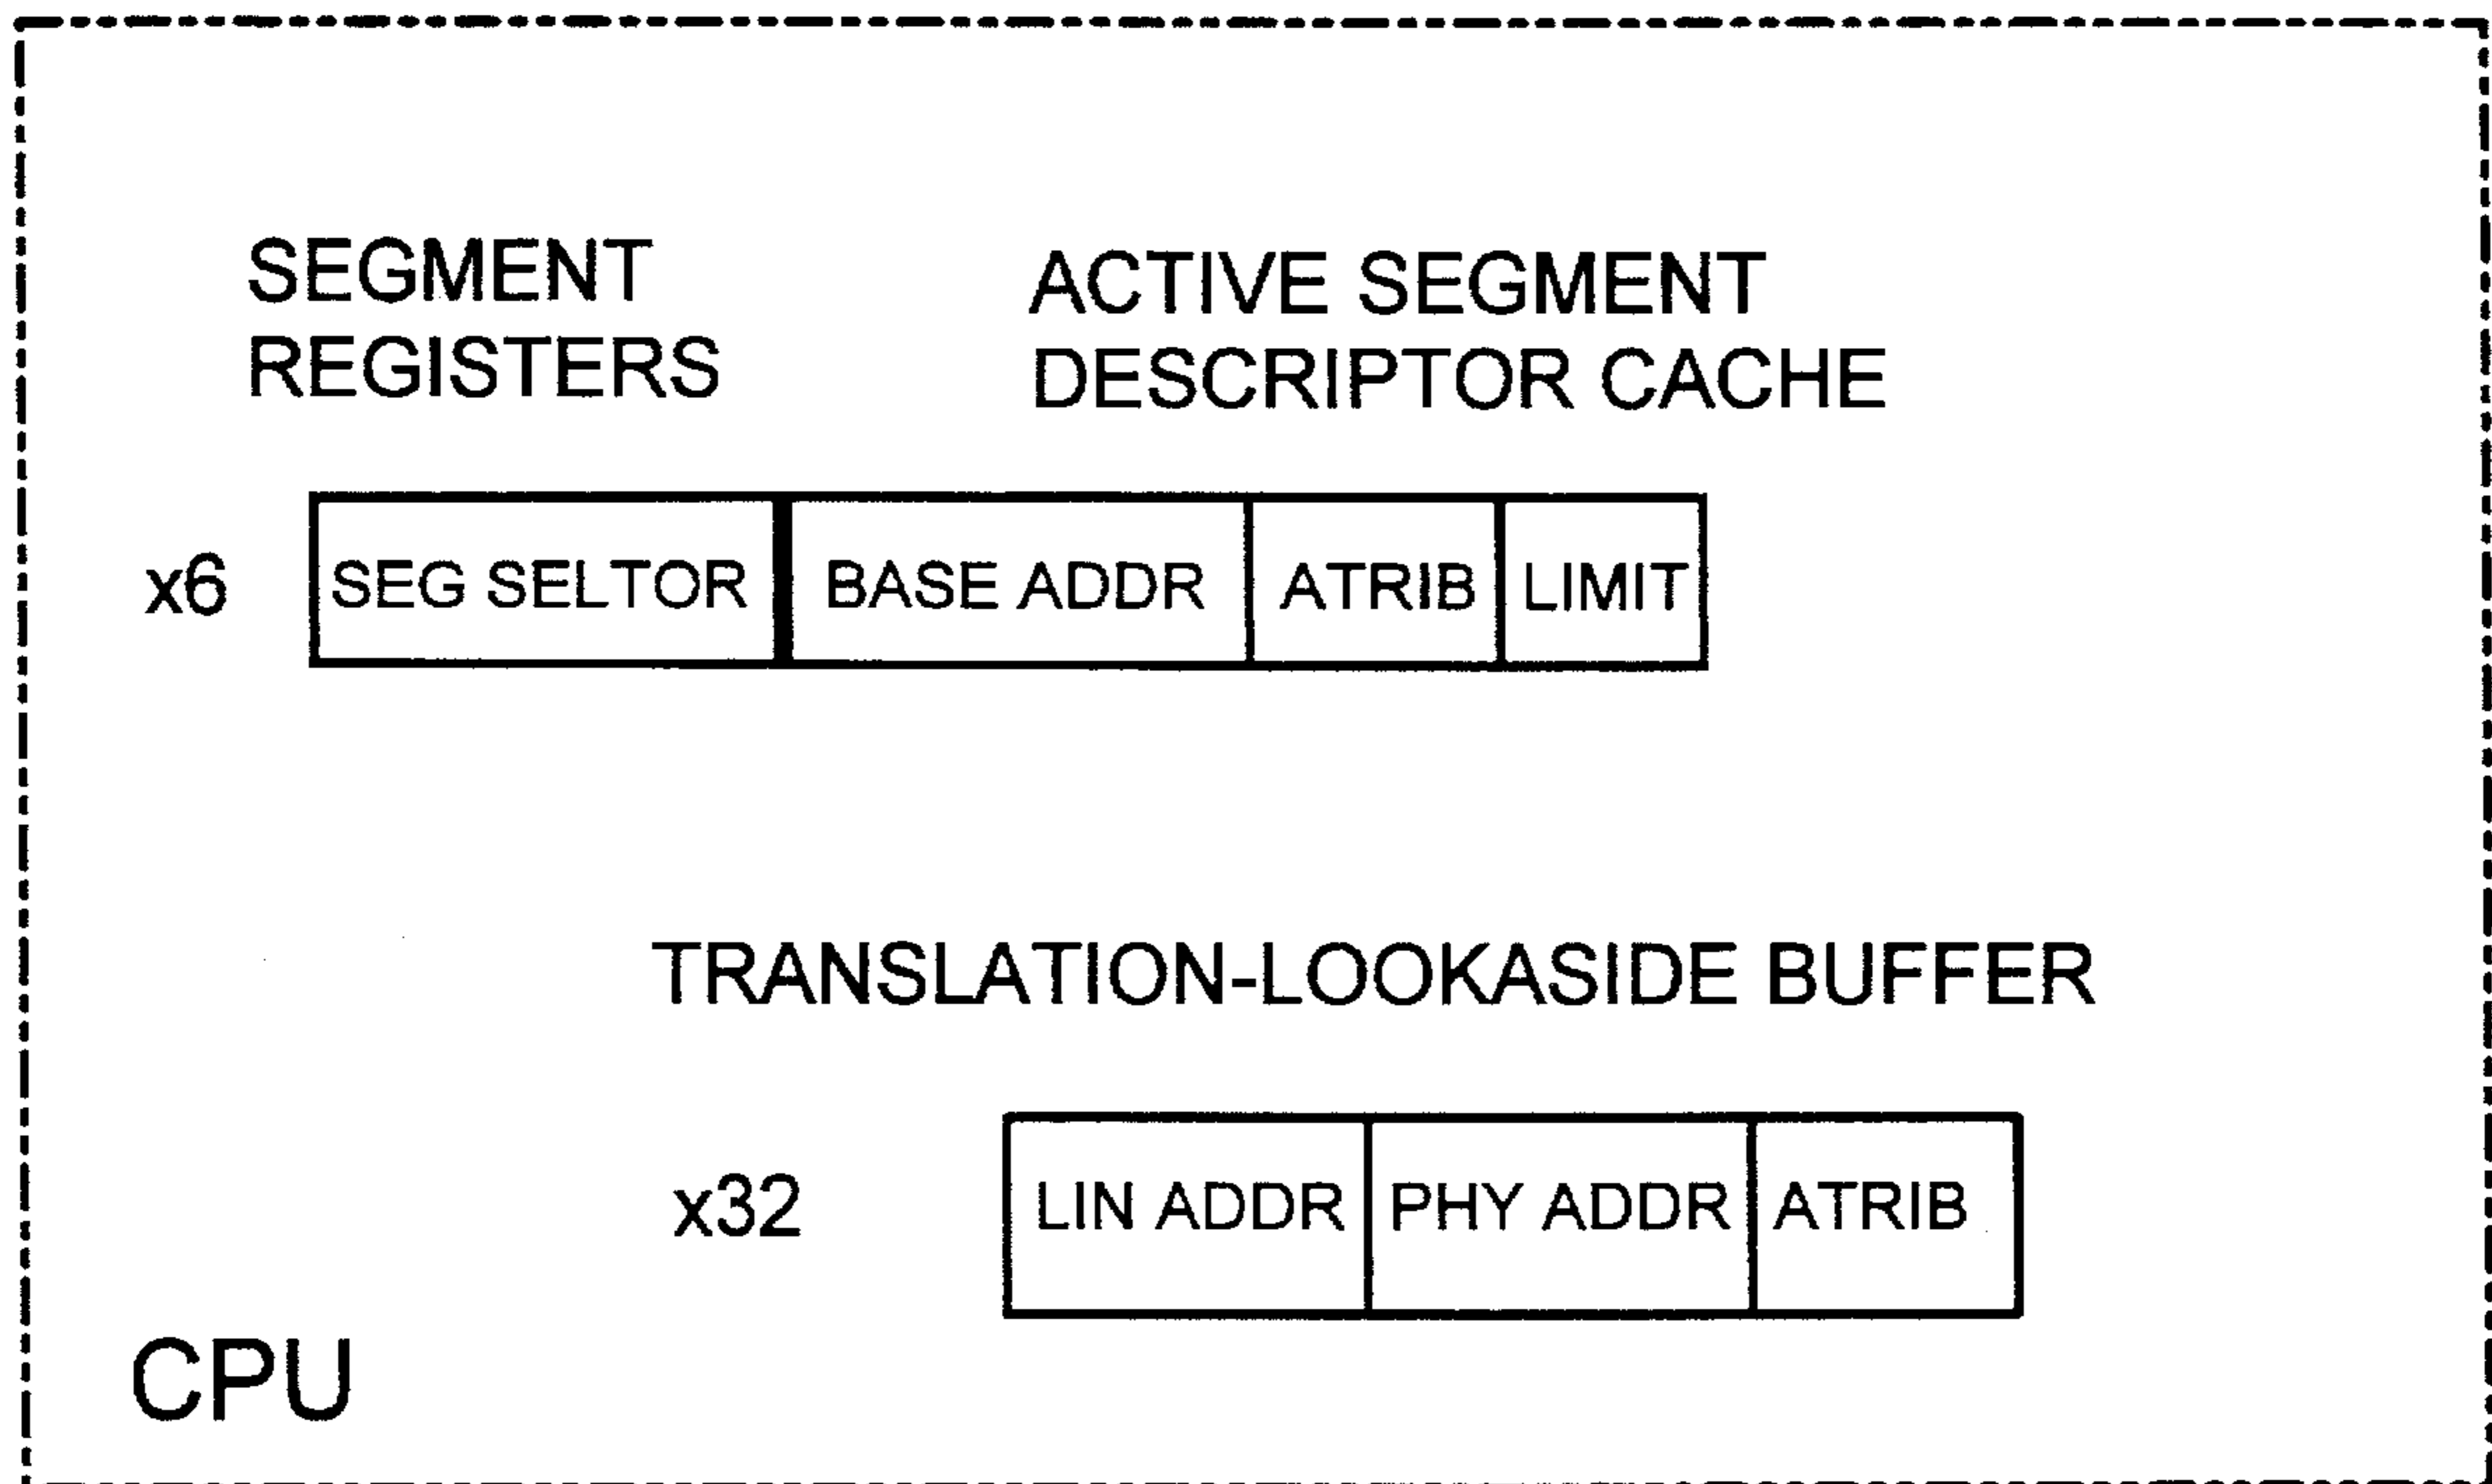 SEGMENT
REGISTERS
ACTIVE SEGMENT
DESCRIPTOR CACHE
x6 SEG SELTOR BASE ADDR ATRIB LIMIT
TRANSLATION-LOOKASIDE BUFFER
x32 LIN ADDR PHY ADDR ATRIB
CPU